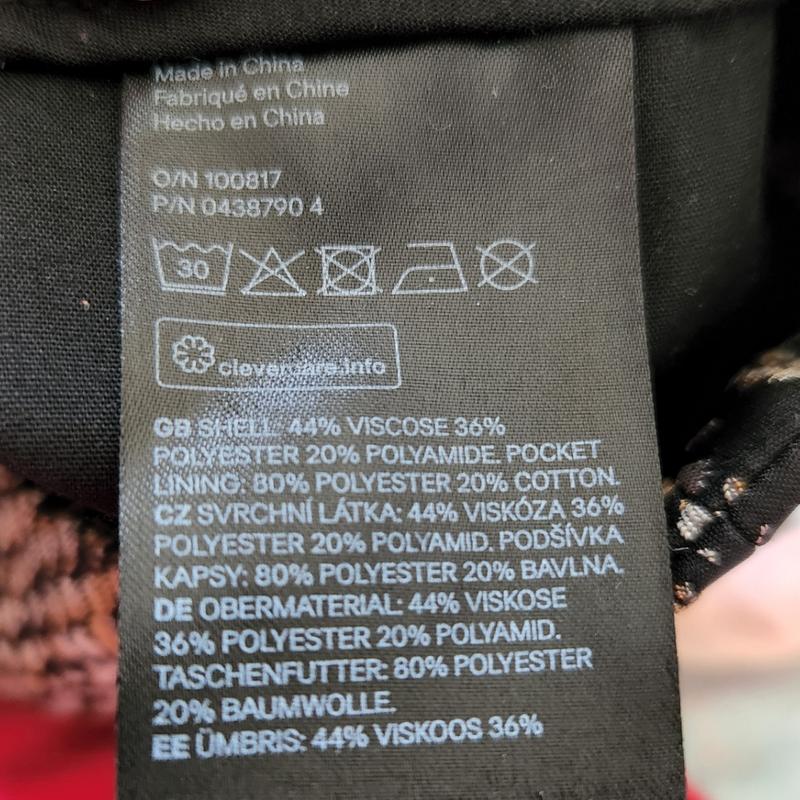 Made in China
Fabriqué en Chine
Hecho en China
O/N 100817
P/N 0438790 4
30
clevercare.info
GB SHELL: 44% VISCOSE 36%
POLYESTER 20% POLYAMIDE. POCKET
LINING: 80% POLYESTER 20% COTTON.
CZ SVRCHNÍ LÁTKA: 44% VISKÓZA 36%
POLYESTER 20% POLYAMID. PODŠÍVKA
KAPSY: 80% POLYESTER 20% BAVLNA.
DE OBERMATERIAL: 44% VISKOSE
36% POLYESTER 20% POLYAMID.
TASCHENFUTTER: 80% POLYESTER
20% BAUMWOLLE.
EE ÜMBRIS: 44% VISKOOS 36%